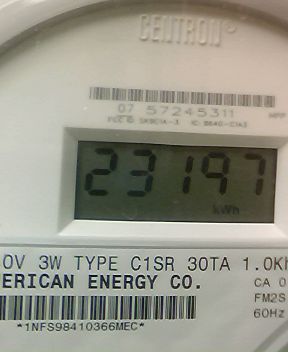 CENTRON
07 57245311
23197
kWh
0V 3W TYPE C1SR 30TA 1.0Kh
ERICAN ENERGY CO.
CA 0
FM2S
60Hz
*1NFS98410366MEC*